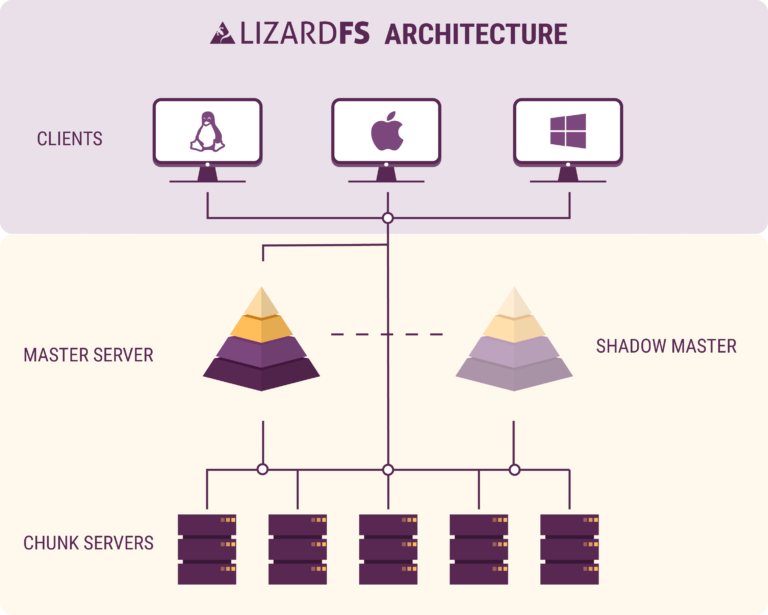 LIZARDFS ARCHITECTURE
CLIENTS
MASTER SERVER
SHADOW MASTER
CHUNK SERVERS